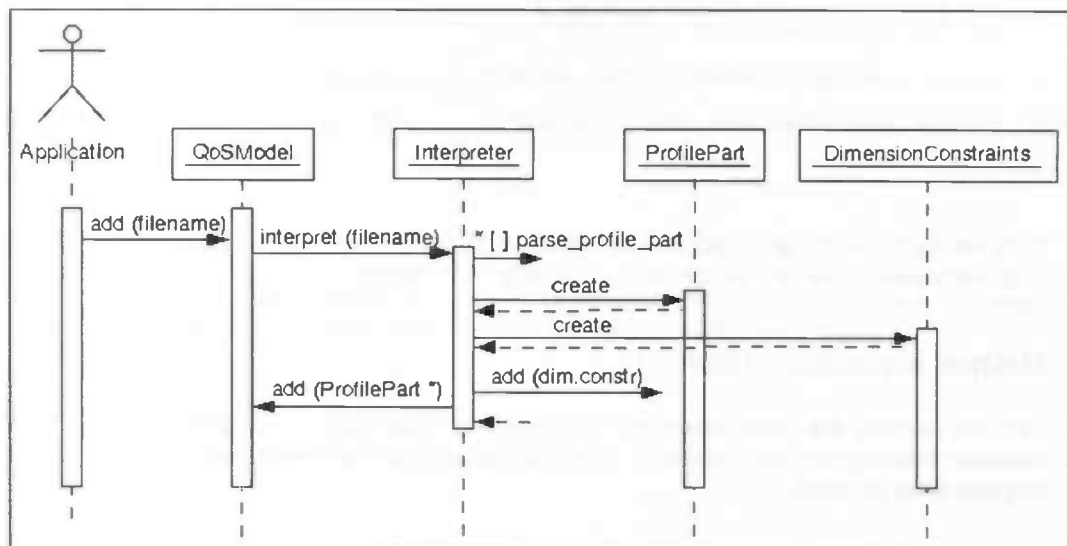 Application
QoSModel
Interpreter
ProfilePart
DimensionConstraints
add (filename)
interpret (filename)
* [ ] parse_profile_part
create
create
add (dim.constr)
add (ProfilePart *)